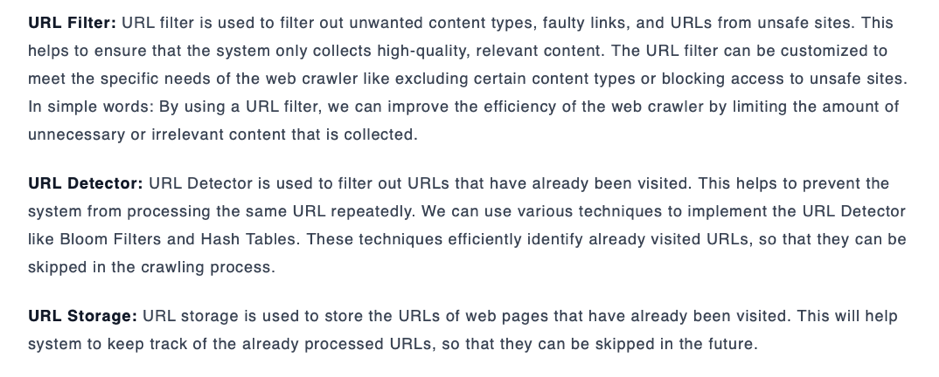 URL Filter: URL filter is used to filter out unwanted content types, faulty links, and URLs from unsafe sites. This
helps to ensure that the system only collects high-quality, relevant content. The URL filter can be customized to
meet the specific needs of the web crawler like excluding certain content types or blocking access to unsafe sites.
In simple words: By using a URL filter, we can improve the efficiency of the web crawler by limiting the amount of
unnecessary or irrelevant content that is collected.
URL Detector: URL Detector is used to filter out URLs that have already been visited. This helps to prevent the
system from processing the same URL repeatedly. We can use various techniques to implement the URL Detector
like Bloom Filters and Hash Tables. These techniques efficiently identify already visited URLs, so that they can be
skipped in the crawling process.
URL Storage: URL storage is used to store the URLs of web pages that have already been visited. This will help
system to keep track of the already processed URLs, so that they can be skipped in the future.